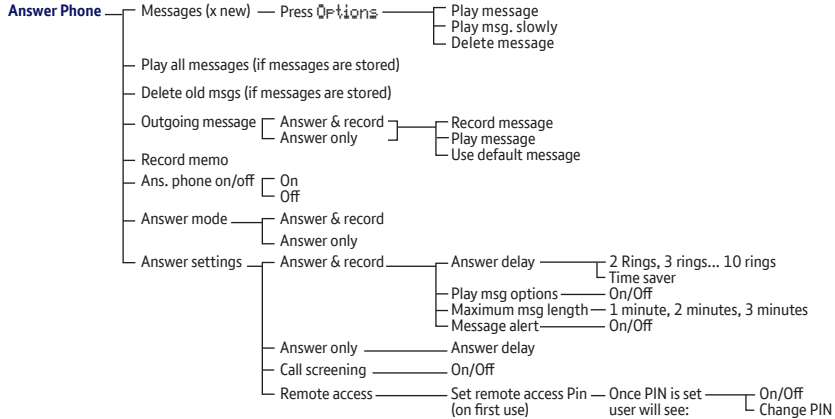 Answer Phone Messages (x new) Press Options Play message
Play msg. slowly
Delete message
Play all messages (if messages are stored)
Delete old msgs (if messages are stored)
Outgoing message Answer & record Record message
Answer only Play message
Use default message
Record memo
Ans. phone on/off On
Off
Answer mode Answer & record
Answer only
Answer settings Answer & record Answer delay 2 Rings, 3 rings... 10 rings
Time saver
Play msg options On/Off
Maximum msg length 1 minute, 2 minutes, 3 minutes
Message alert On/Off
Answer only Answer delay
Call screening On/Off
Remote access Set remote access Pin Once PIN is set On/Off
(on first use) user will see: Change PIN